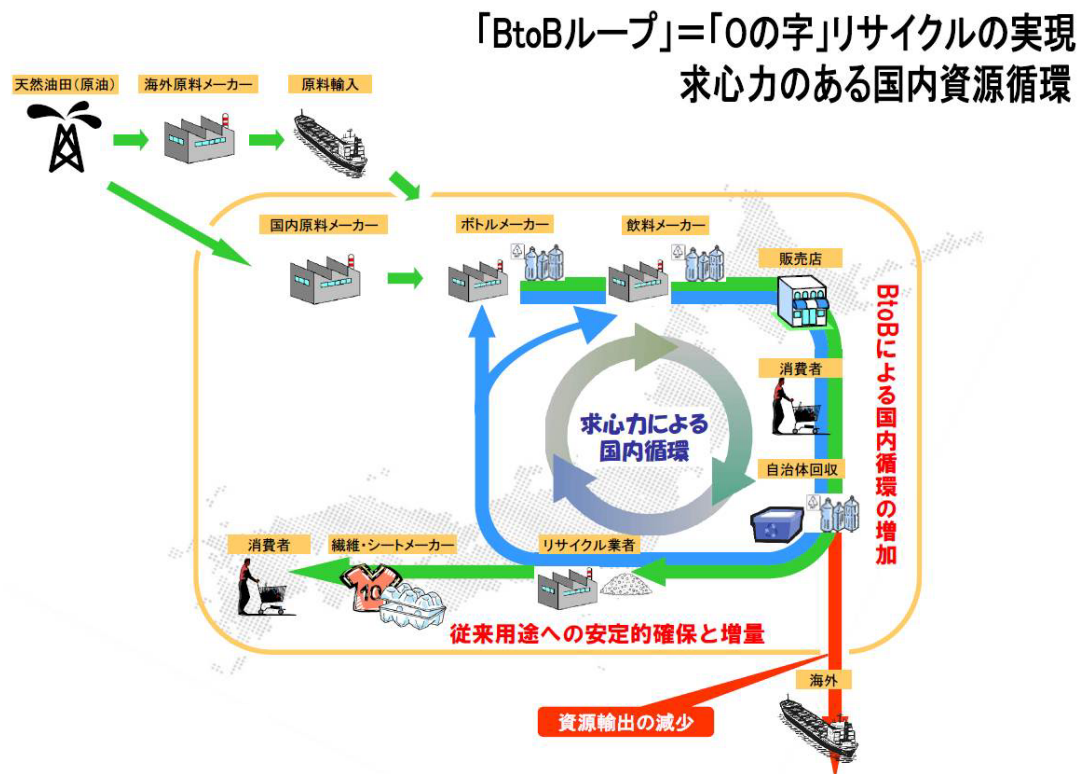 「BtoBループ」＝「Oの字」リサイクルの実現
求心力のある国内資源循環
天然油田（原油）
海外原料メーカー
原料輸入
国内原料メーカー
ボトルメーカー
飲料メーカー
販売店
BtoBによる国内循環の増加
消費者
求心力による
国内循環
自治体回収
消費者
繊維・シートメーカー
リサイクル業者
10
従来用途への安定的確保と増量
海外
資源輸出の減少